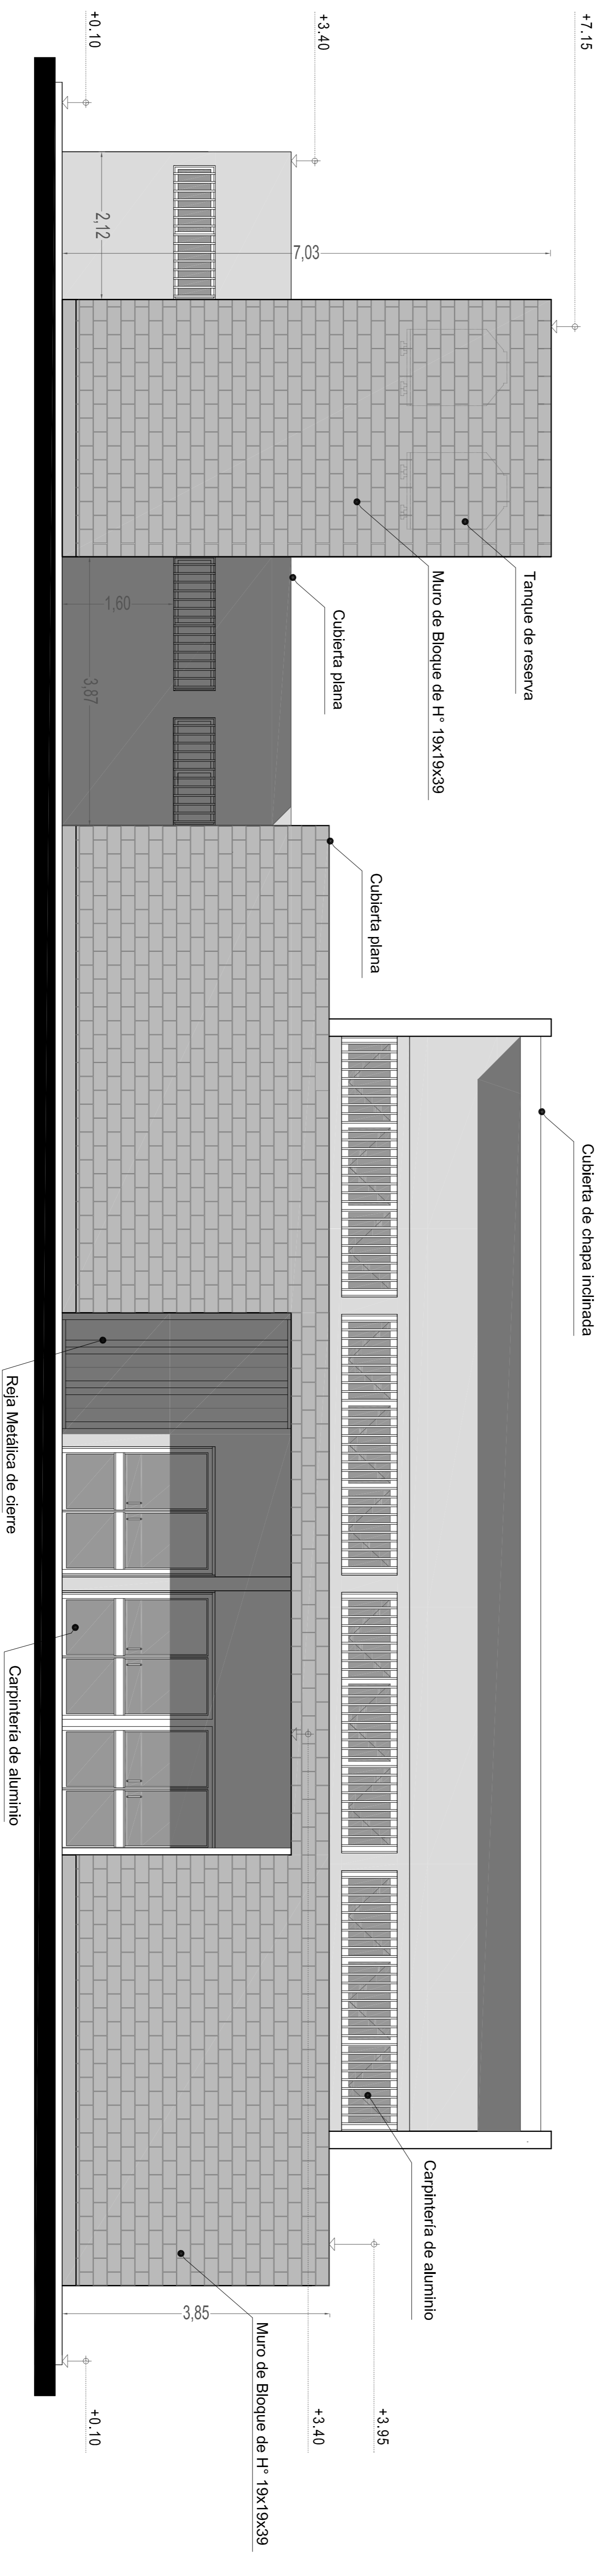 +7.15
+3.40
+0.10
2,12
7,03
Tanque de reserva
Muro de Bloque de H° 19x19x39
Cubierta plana
1,60
3,87
Cubierta plana
Cubierta de chapa inclinada
Reja Metálica de cierre
Carpintería de aluminio
Carpintería de aluminio
Muro de Bloque de H° 19x19x39
3,85
+3.95
+3.40
+0.10